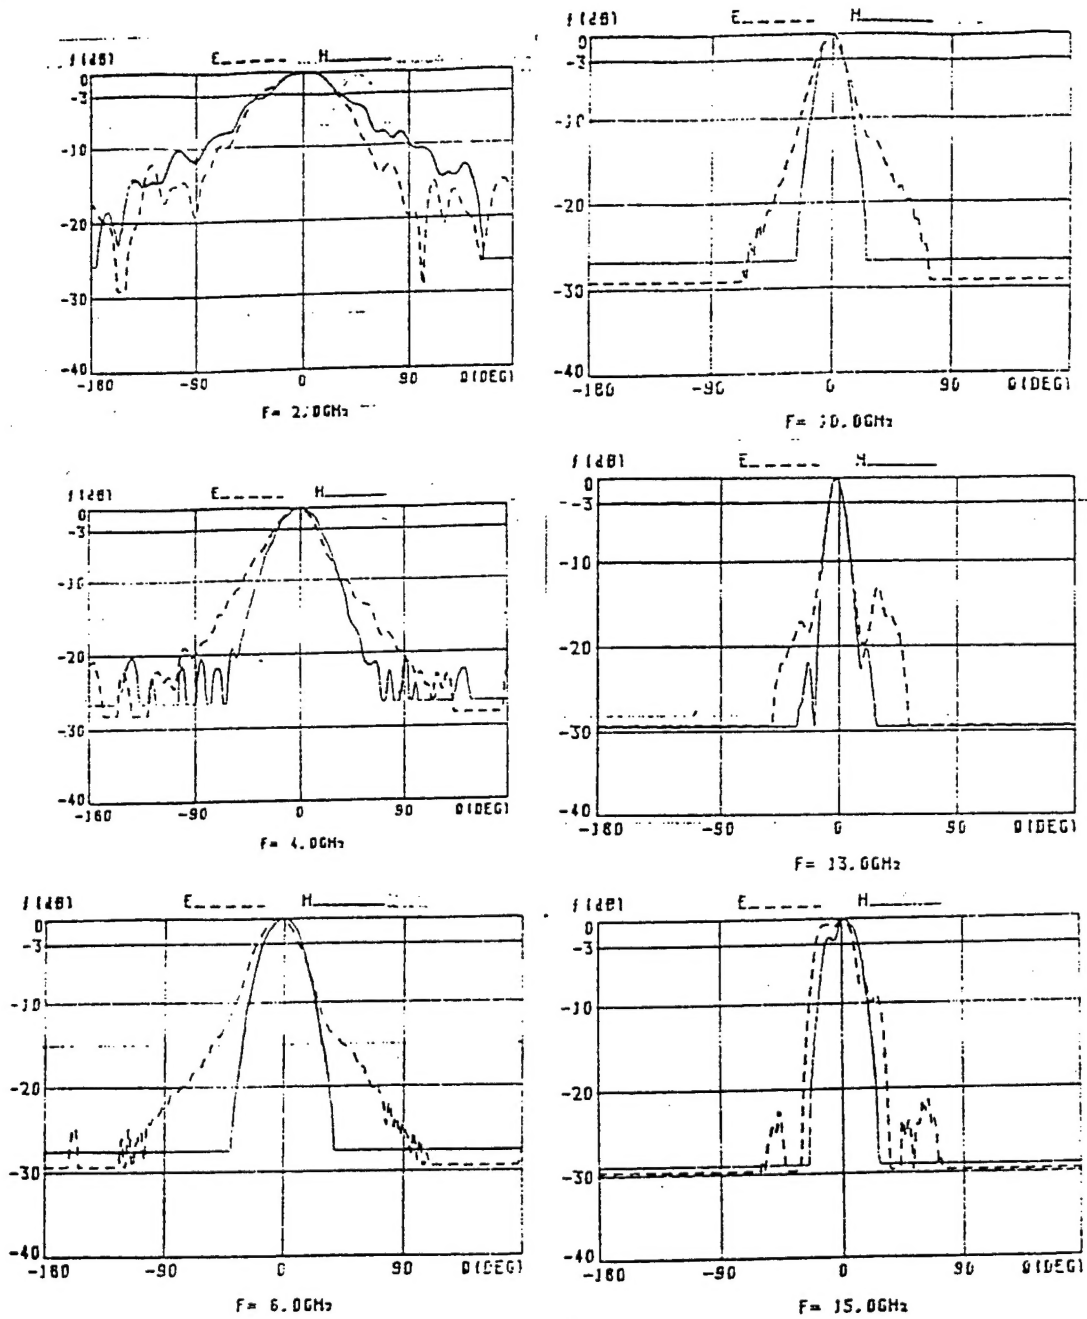 f(dB) E H
0
-3
-10
-20
-30
-40
-180 -90 0 90 Θ(DEG)
F= 2.0GHz
f(dB) E H
0
-3
-10
-20
-30
-40
-180 -90 0 90 Θ(DEG)
F= 10.0GHz
f(dB) E H
0
-3
-10
-20
-30
-40
-180 -90 0 90 Θ(DEG)
F= 4.0GHz
f(dB) E H
0
-3
-10
-20
-30
-40
-180 -90 0 90 Θ(DEG)
F= 13.0GHz
f(dB) E H
0
-3
-10
-20
-30
-40
-180 -90 0 90 Θ(DEG)
F= 6.0GHz
f(dB) E H
0
-3
-10
-20
-30
-40
-180 -90 0 90 Θ(DEG)
F= 15.0GHz